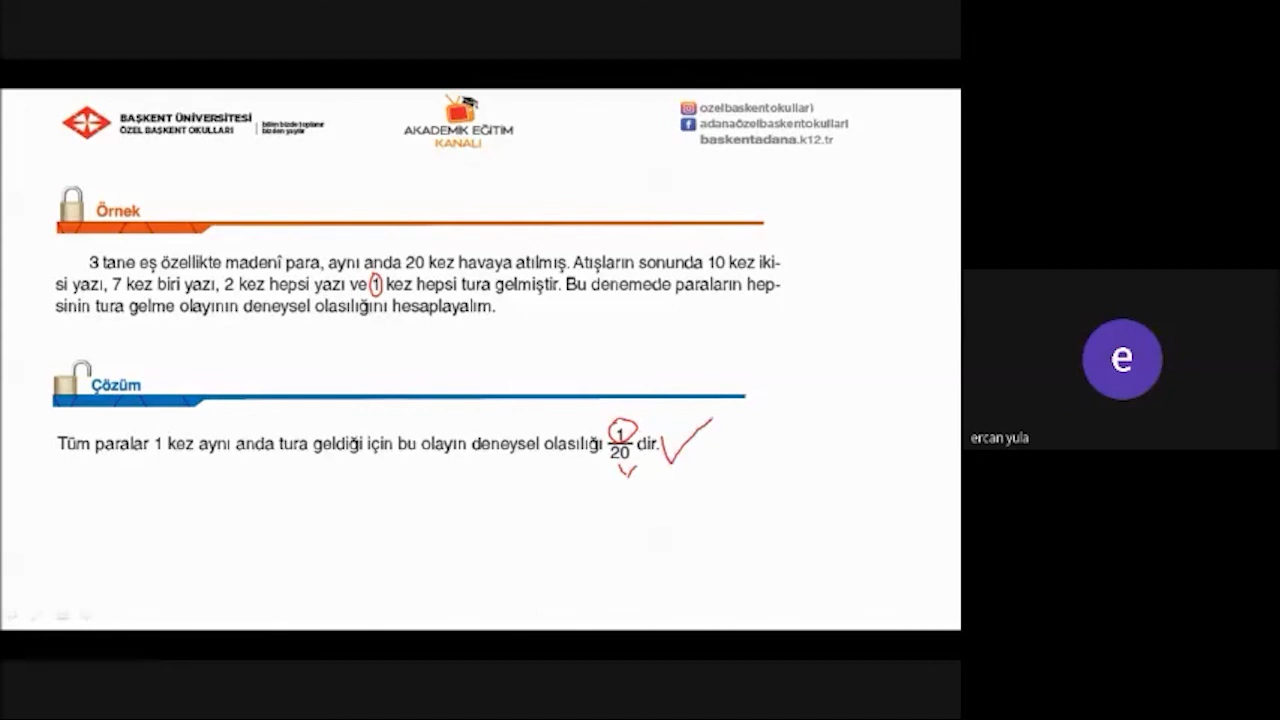 BAŞKENT ÜNİVERSİTESİ
ÖZEL BAŞKENT OKULLARI
bilim bizde toplanır
bizden yayılır
AKADEMİK EĞİTİM
KANALI
ozelbaskentokullari
adanaözelbaskentokullari
baskentadana.k12.tr
Örnek
3 tane eş özellikte madenî para, aynı anda 20 kez havaya atılmış. Atışların sonunda 10 kez iki-
si yazı, 7 kez biri yazı, 2 kez hepsi yazı ve 1 kez hepsi tura gelmiştir. Bu denemede paraların hep-
sinin tura gelme olayının deneysel olasılığını hesaplayalım.
Çözüm
Tüm paralar 1 kez aynı anda tura geldiği için bu olayın deneysel olasılığı 1/20 dir.
e
ercan yula